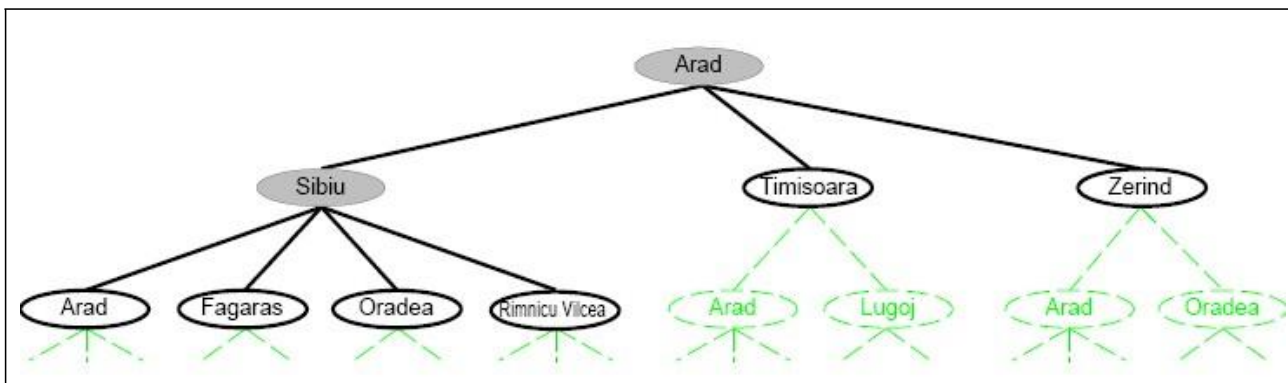 Arad
Sibiu
Timisoara
Zerind
Arad
Fagaras
Oradea
Rimnicu Vilcea
Arad
Lugoj
Arad
Oradea